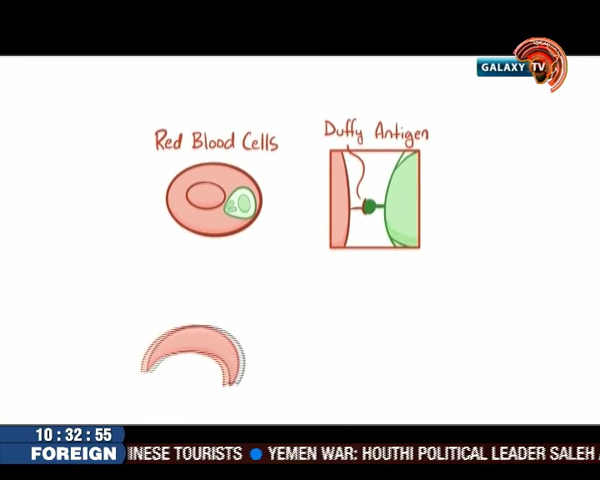 GALAXY TV
Red Blood Cells
Duffy Antigen
10:32:55
FOREIGN
INESE TOURISTS ● YEMEN WAR: HOUTHI POLITICAL LEADER SALEH